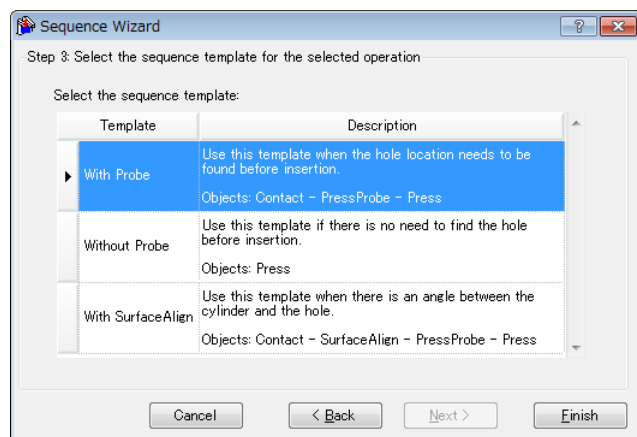 Sequence Wizard
Step 3: Select the sequence template for the selected operation
Select the sequence template:
Template Description
With Probe
Use this template when the hole location needs to be
found before insertion.
Objects: Contact - PressProbe - Press
Without Probe
Use this template if there is no need to find the hole
before insertion.
Objects: Press
With SurfaceAlign
Use this template when there is an angle between the
cylinder and the hole.
Objects: Contact - SurfaceAlign - PressProbe - Press
Cancel < Back Next > Finish